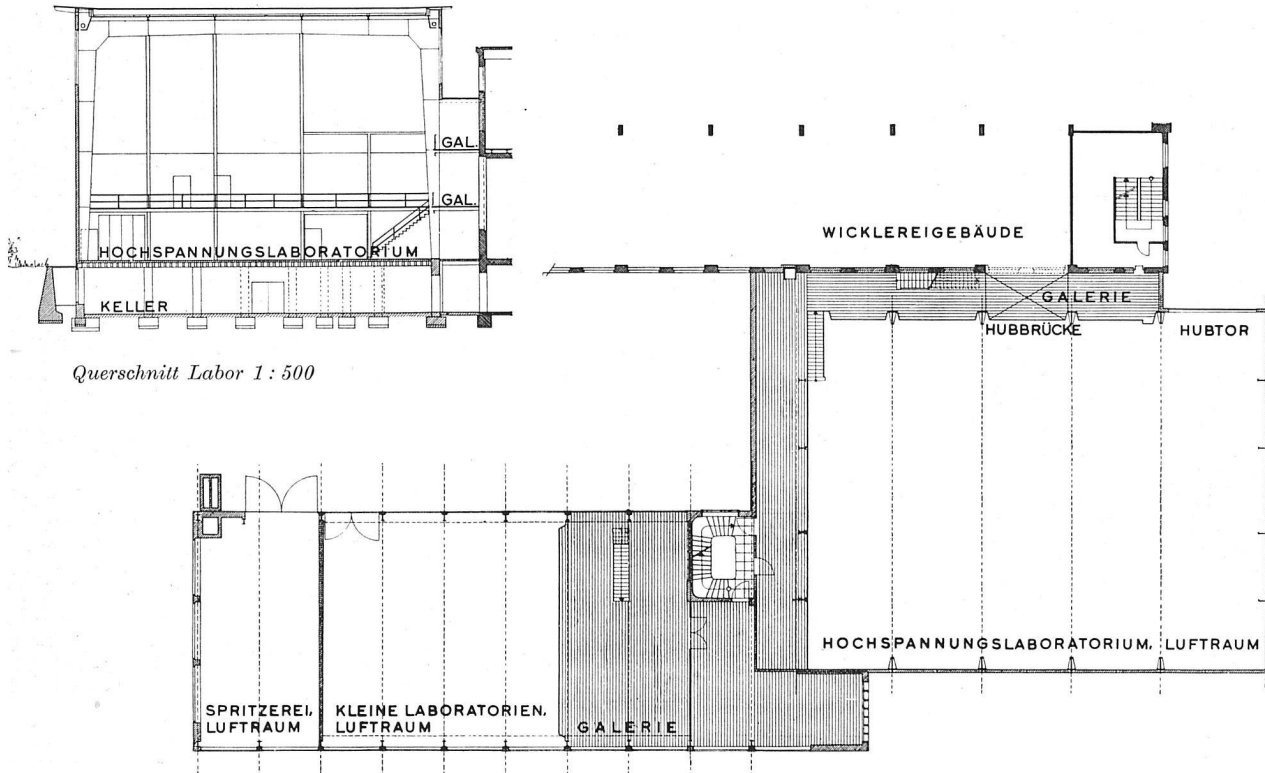 GAL.
GAL.
HOCHSPANNUNGSLABORATORIUM
KELLER
Querschnitt Labor 1 : 500
WICKLEREIGEBÄUDE
GALERIE
HUBBRÜCKE
HUBTOR
HOCHSPANNUNGSLABORATORIUM, LUFTRAUM
SPRITZEREI,
LUFTRAUM
KLEINE LABORATORIEN,
LUFTRAUM
GALERIE